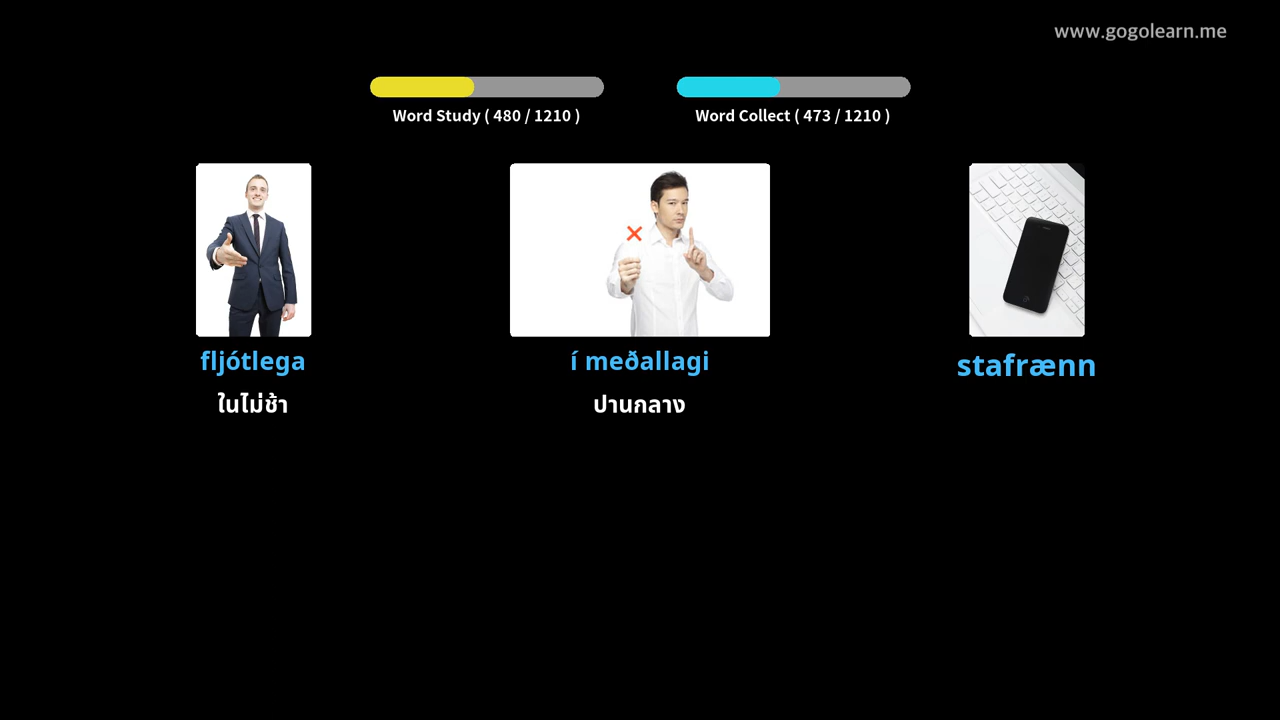 www.gogolearn.me
Word Study ( 480 / 1210 )
Word Collect ( 473 / 1210 )
fljótlega
í meðallagi
stafrænn
ในไม่ช้า
ปานกลาง